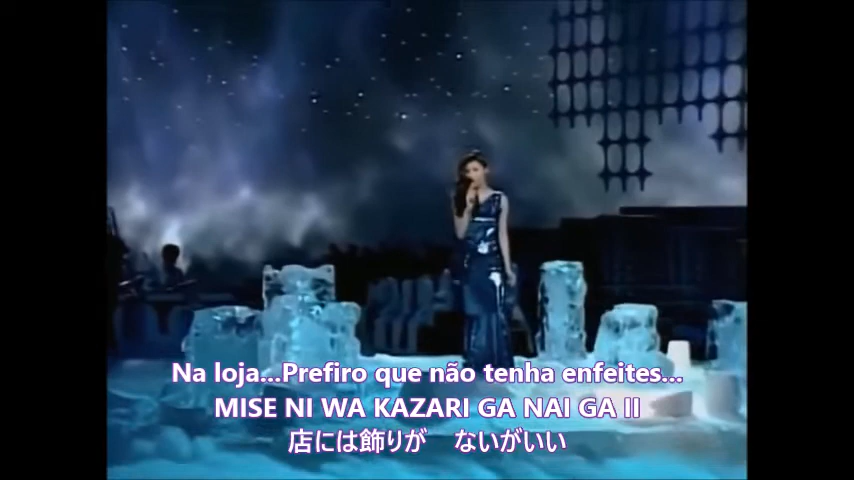 Na loja...Prefiro que não tenha enfeites...
MISE NI WA KAZARI GA NAI GA II
店には飾りが　ないがいい